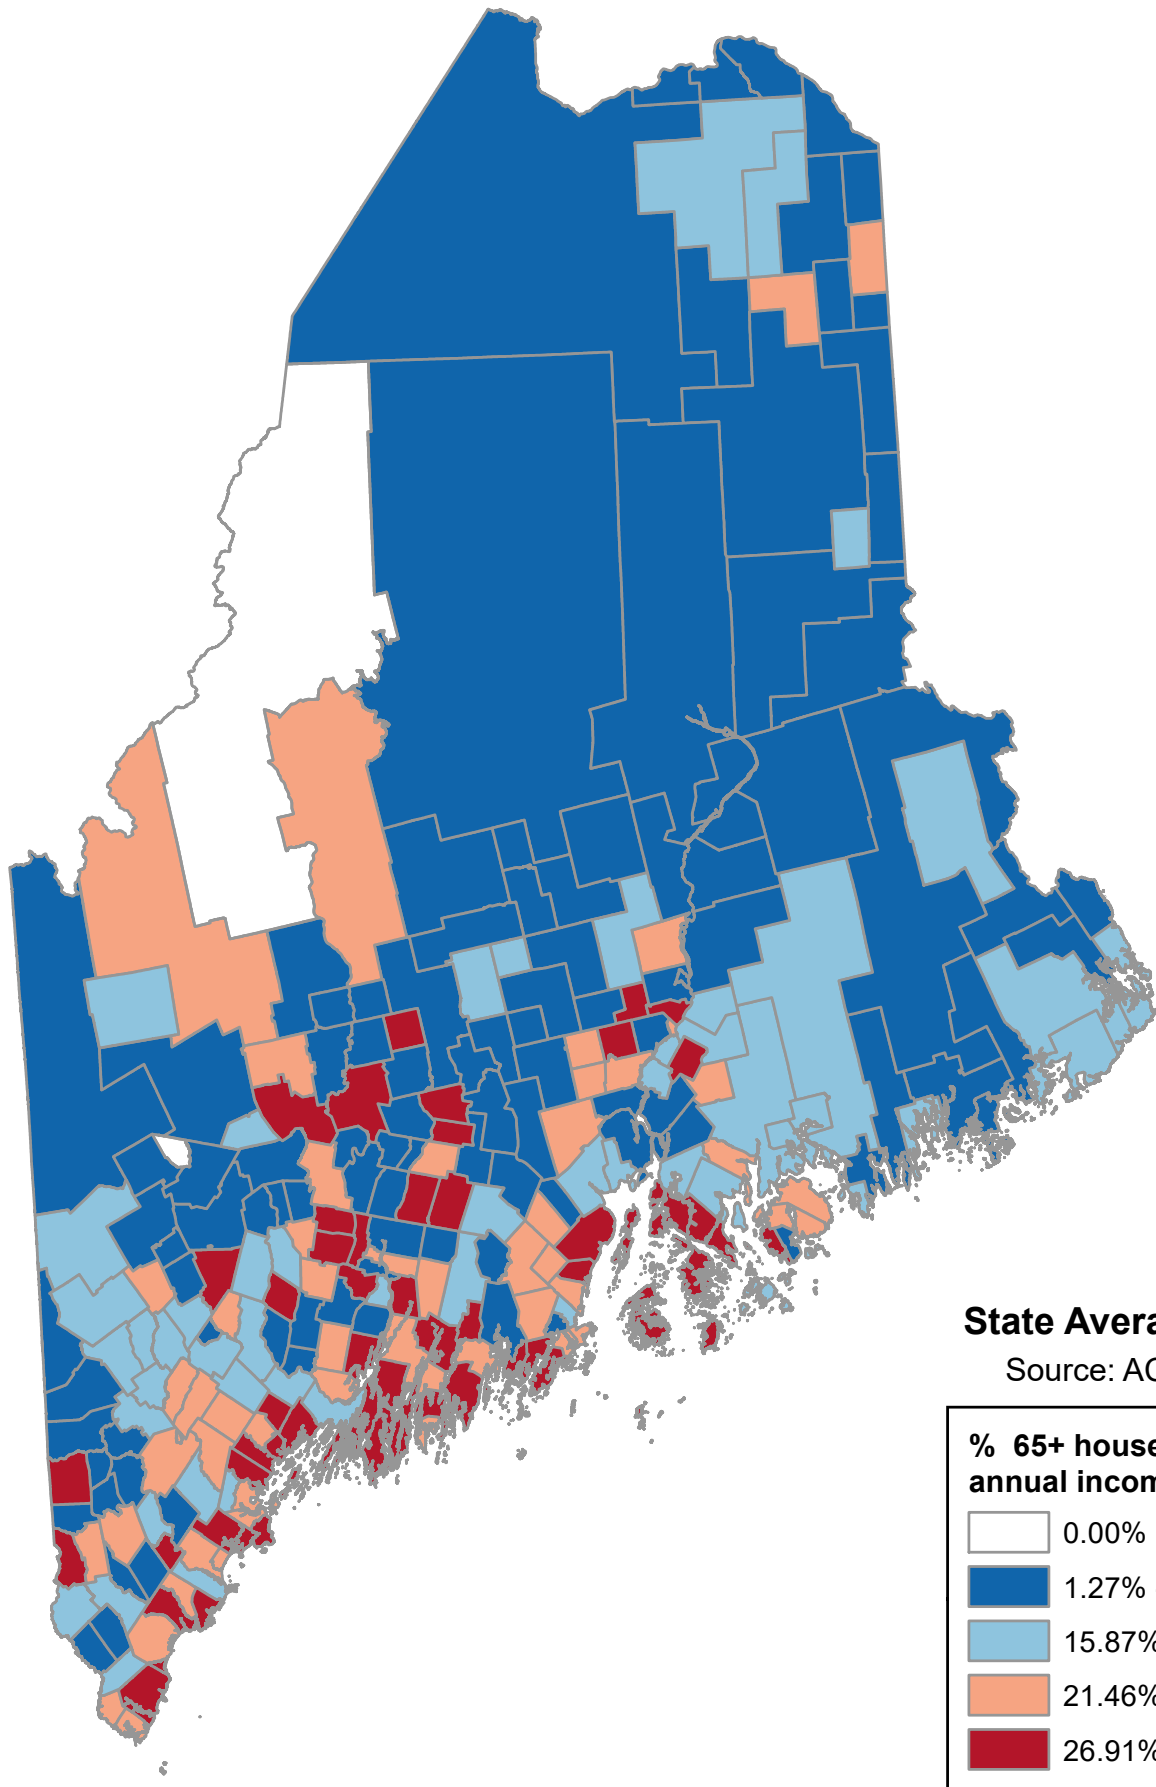 State Avera
Source: AC
% 65+ house
annual incom
0.00%
1.27%
15.87%
21.46%
26.91%